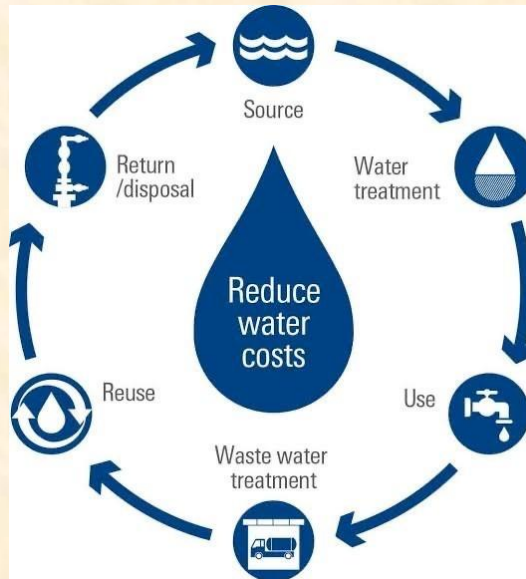 Source
Water
treatment
Use
Waste water
treatment
Reuse
Return
/disposal
Reduce
water
costs